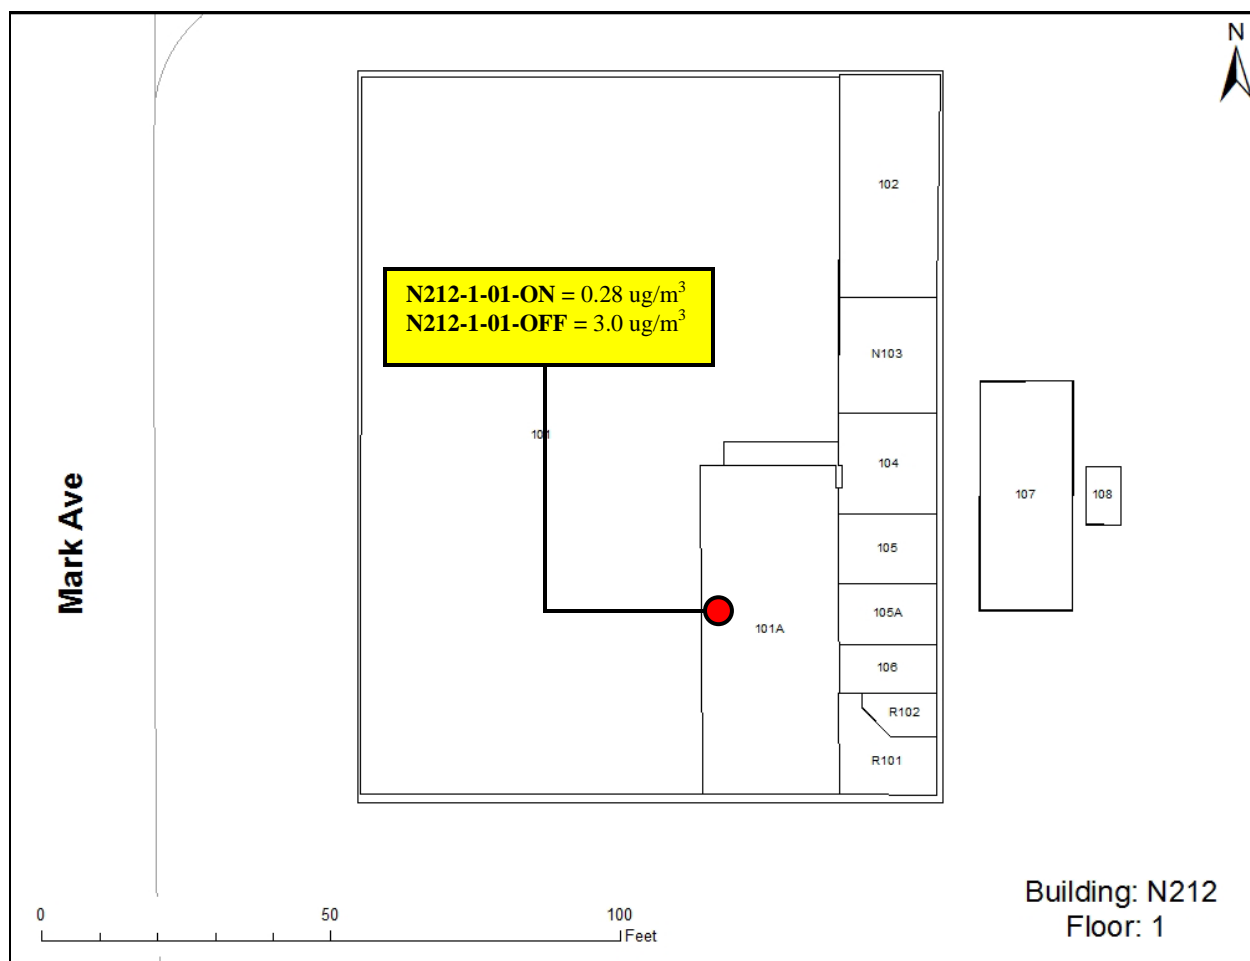 N
102
N212-1-01-ON = 0.28 ug/m³
N212-1-01-OFF = 3.0 ug/m³
N103
101
104
107
108
105
105A
101A
106
R102
R101
Mark Ave
0 50 100
Feet
Building: N212
Floor: 1